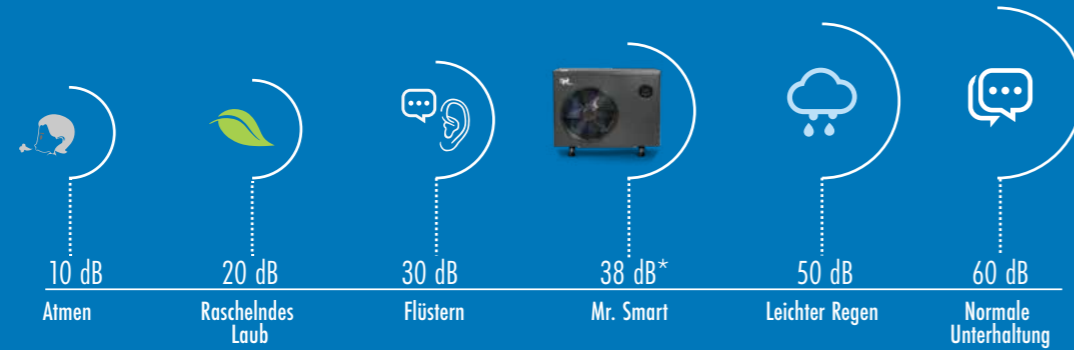 10 dB
20 dB
30 dB
38 dB*
50 dB
60 dB
Atmen
Raschelndes
Laub
Flüstern
Mr. Smart
Leichter Regen
Normale
Unterhaltung